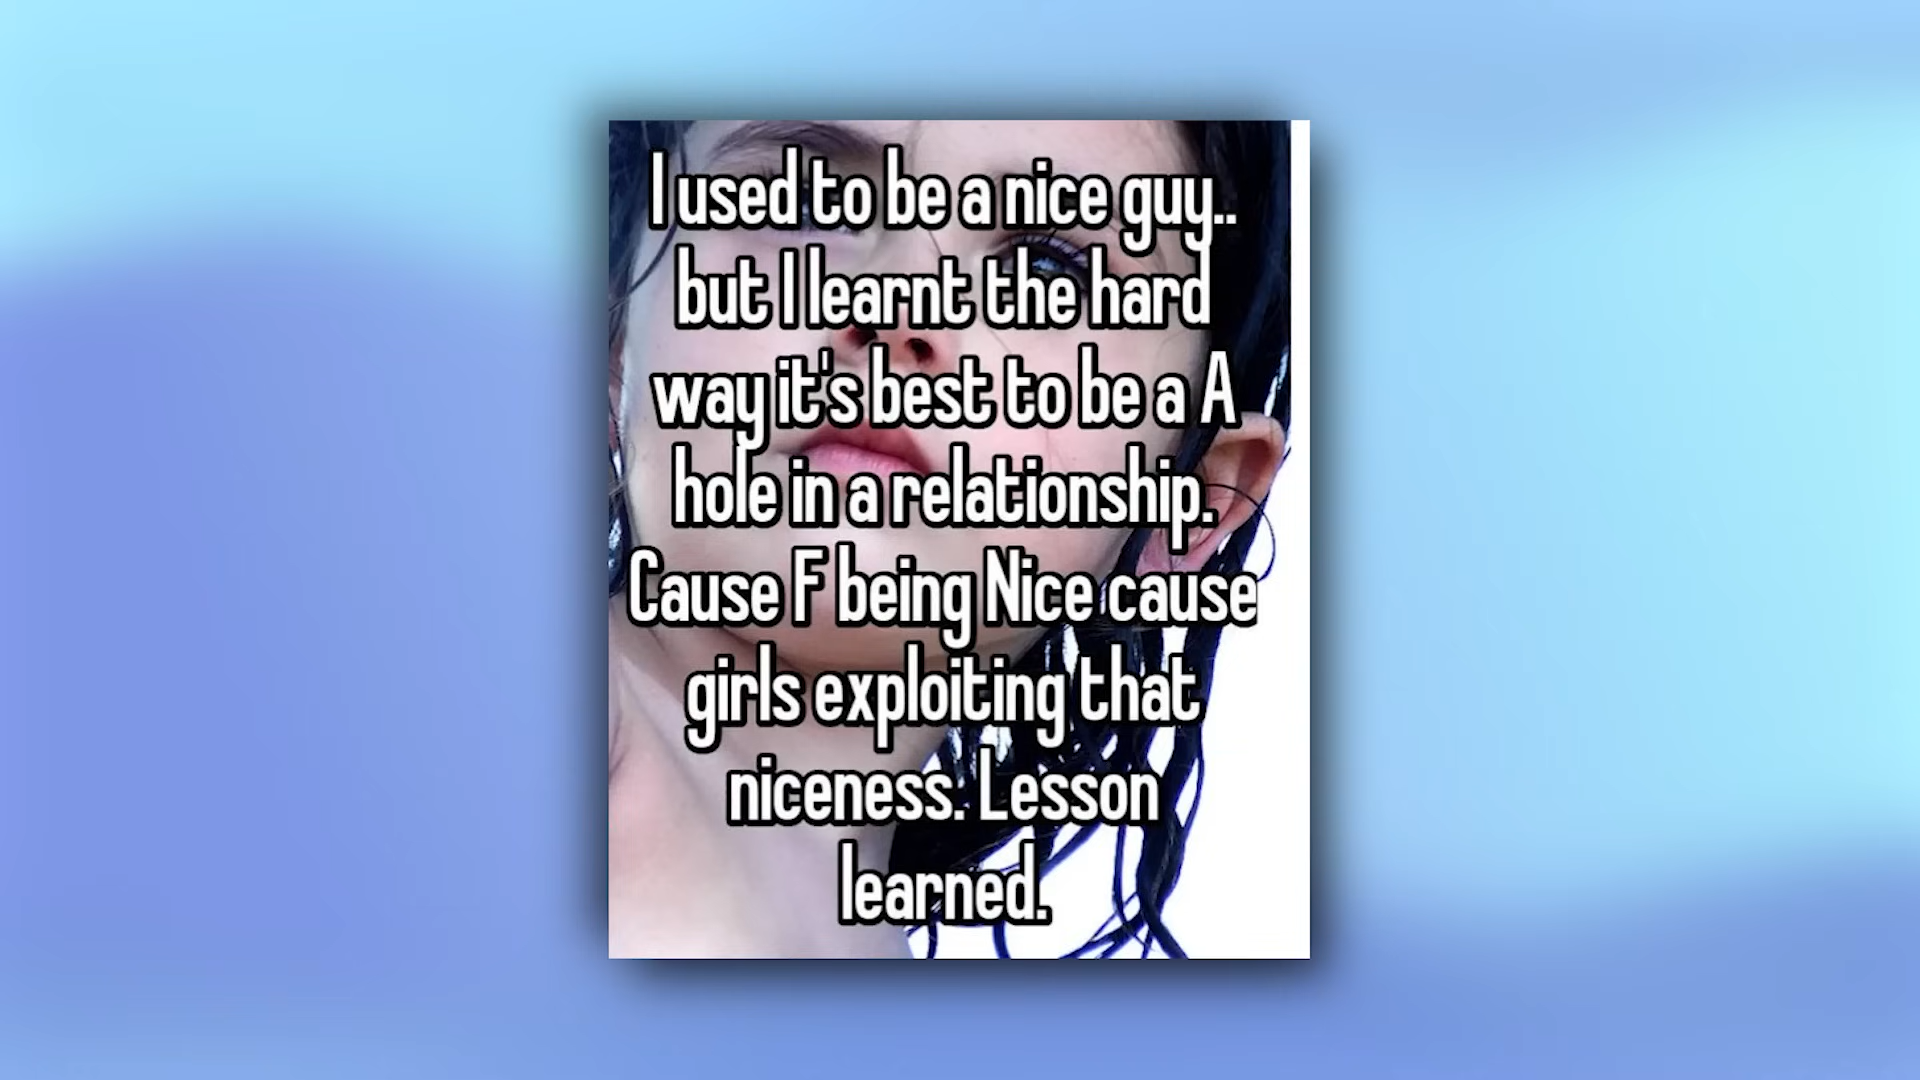 I used to be a nice guy..
but I learnt the hard
way it's best to be a A
hole in a relationship.
Cause F being Nice cause
girls exploiting that
niceness. Lesson
learned.